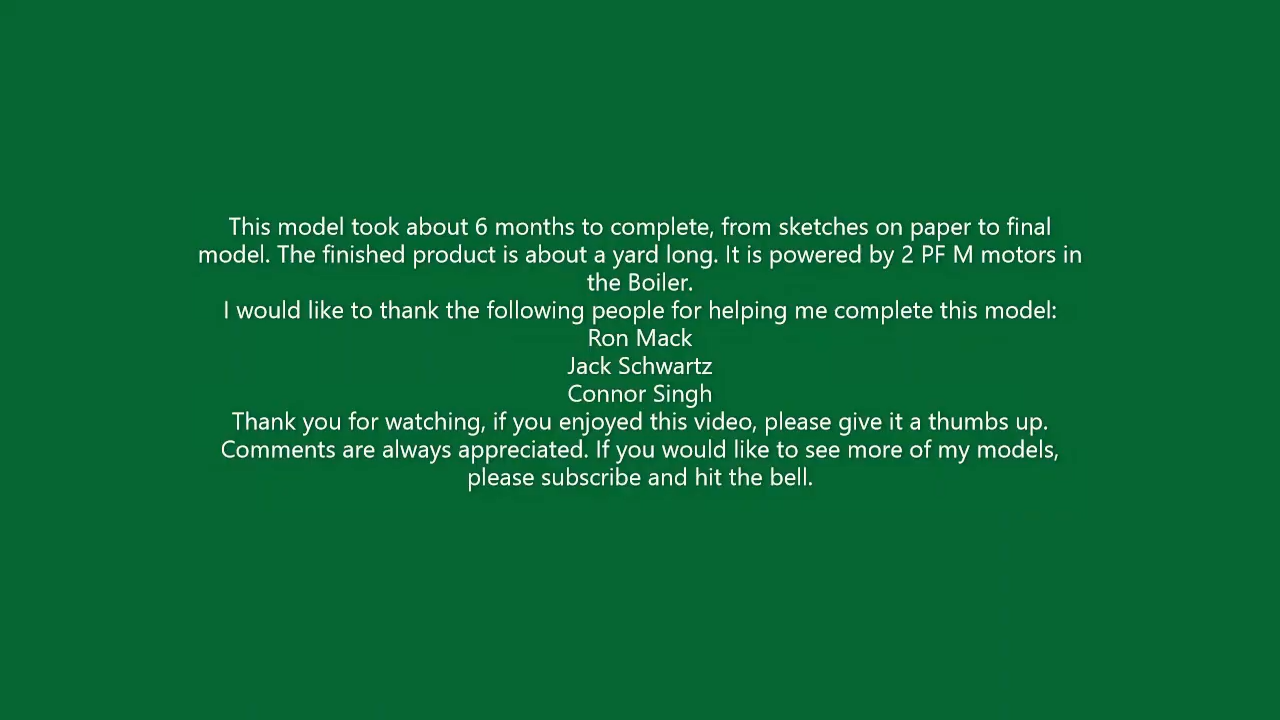 This model took about 6 months to complete, from sketches on paper to final
model. The finished product is about a yard long. It is powered by 2 PF M motors in
the Boiler.
I would like to thank the following people for helping me complete this model:
Ron Mack
Jack Schwartz
Connor Singh
Thank you for watching, if you enjoyed this video, please give it a thumbs up.
Comments are always appreciated. If you would like to see more of my models,
please subscribe and hit the bell.